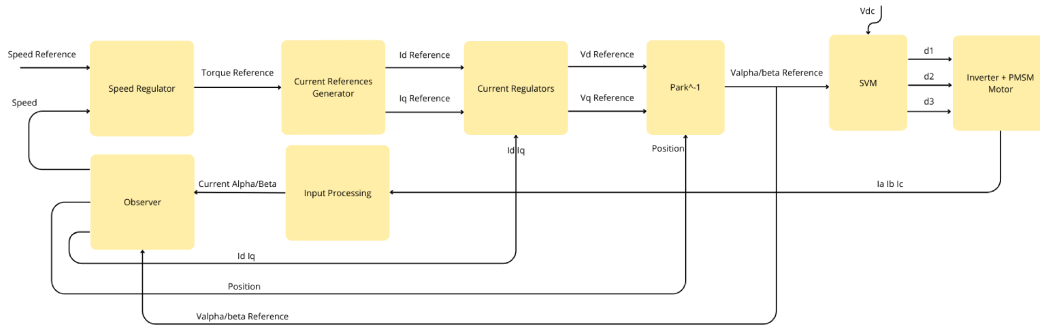 Vdc
Speed Reference
Id Reference
Vd Reference
d1
Torque Reference
Valpha/beta Reference
d2
Speed Regulator
Current References
Generator
Current Regulators
Park^-1
SVM
Inverter + PMSM
Motor
Iq Reference
Vq Reference
d3
Speed
Id Iq
Position
Current Alpha/Beta
Ia Ib Ic
Observer
Input Processing
Id Iq
Position
Valpha/beta Reference